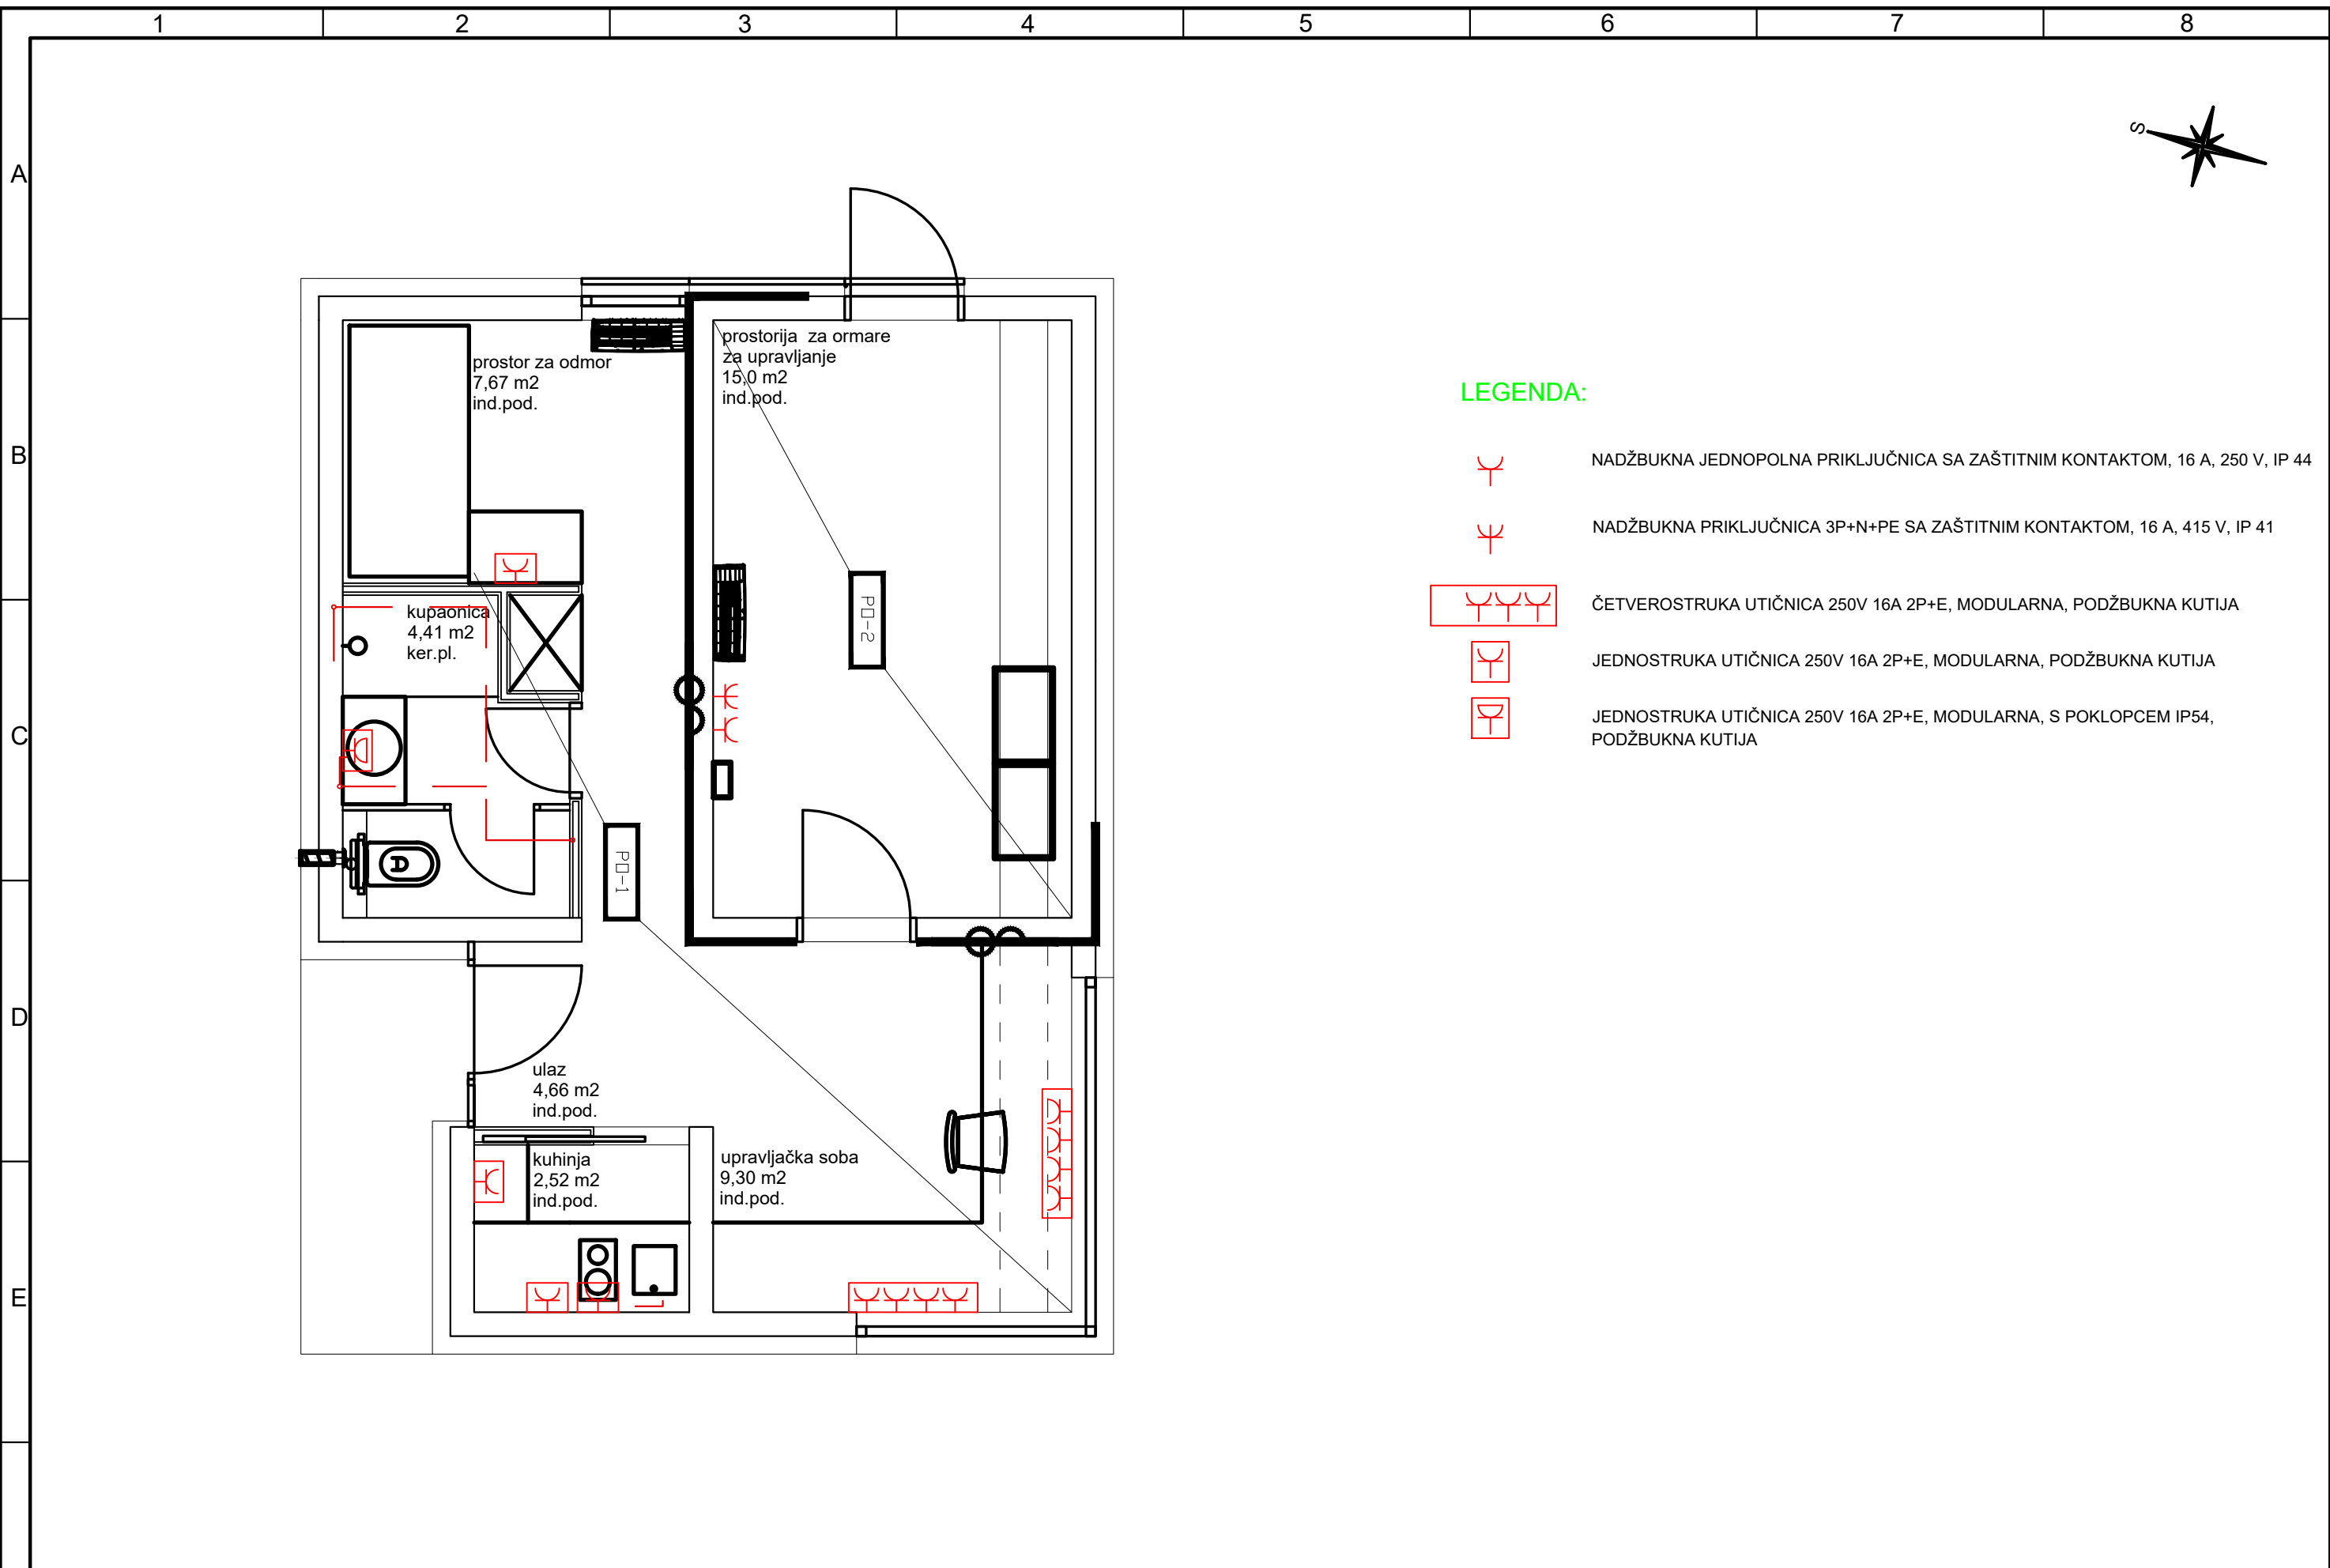 1 2 3 4 5 6 7 8
A
B
C
D
E
S
prostor za odmor
7,67 m2
ind.pod.
prostorija za ormare
za upravljanje
15,0 m2
ind.pod.
kupaonica
4,41 m2
ker.pl.
PO-2
PO-1
ulaz
4,66 m2
ind.pod.
kuhinja
2,52 m2
ind.pod.
upravljačka soba
9,30 m2
ind.pod.
LEGENDA:
NADŽBUKNA JEDNOPOLNA PRIKLJUČNICA SA ZAŠTITNIM KONTAKTOM, 16 A, 250 V, IP 44
NADŽBUKNA PRIKLJUČNICA 3P+N+PE SA ZAŠTITNIM KONTAKTOM, 16 A, 415 V, IP 41
ČETVEROSTRUKA UTIČNICA 250V 16A 2P+E, MODULARNA, PODŽBUKNA KUTIJA
JEDNOSTRUKA UTIČNICA 250V 16A 2P+E, MODULARNA, PODŽBUKNA KUTIJA
JEDNOSTRUKA UTIČNICA 250V 16A 2P+E, MODULARNA, S POKLOPCEM IP54,
PODŽBUKNA KUTIJA